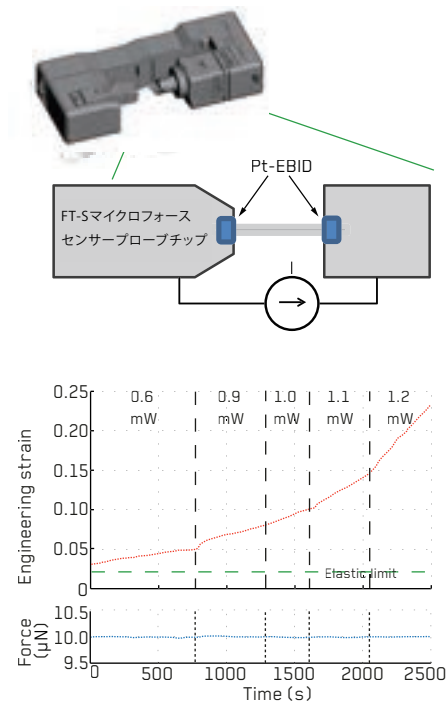 Pt-EBID
FT-Sマイクロフォース
センサープローブチップ
I
0.25
0.20
0.15
0.10
0.05
0
Engineering strain
0.6
mW
0.9
mW
1.0
mW
1.1
mW
1.2
mW
Elastic limit
10.5
10.0
9.5
Force
(µN)
0 500 1000 1500 2000 2500
Time (s)